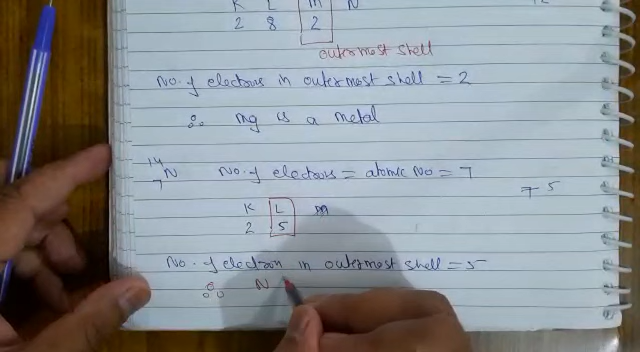 K L M N
2 8 2
outermost shell
No. of electrons in outermost shell = 2
∴ mg is a metal
14 7 N No. of electrons = atomic No = 7
7 5
K L m
2 5
No. of electron in outermost shell = 5
∴ N